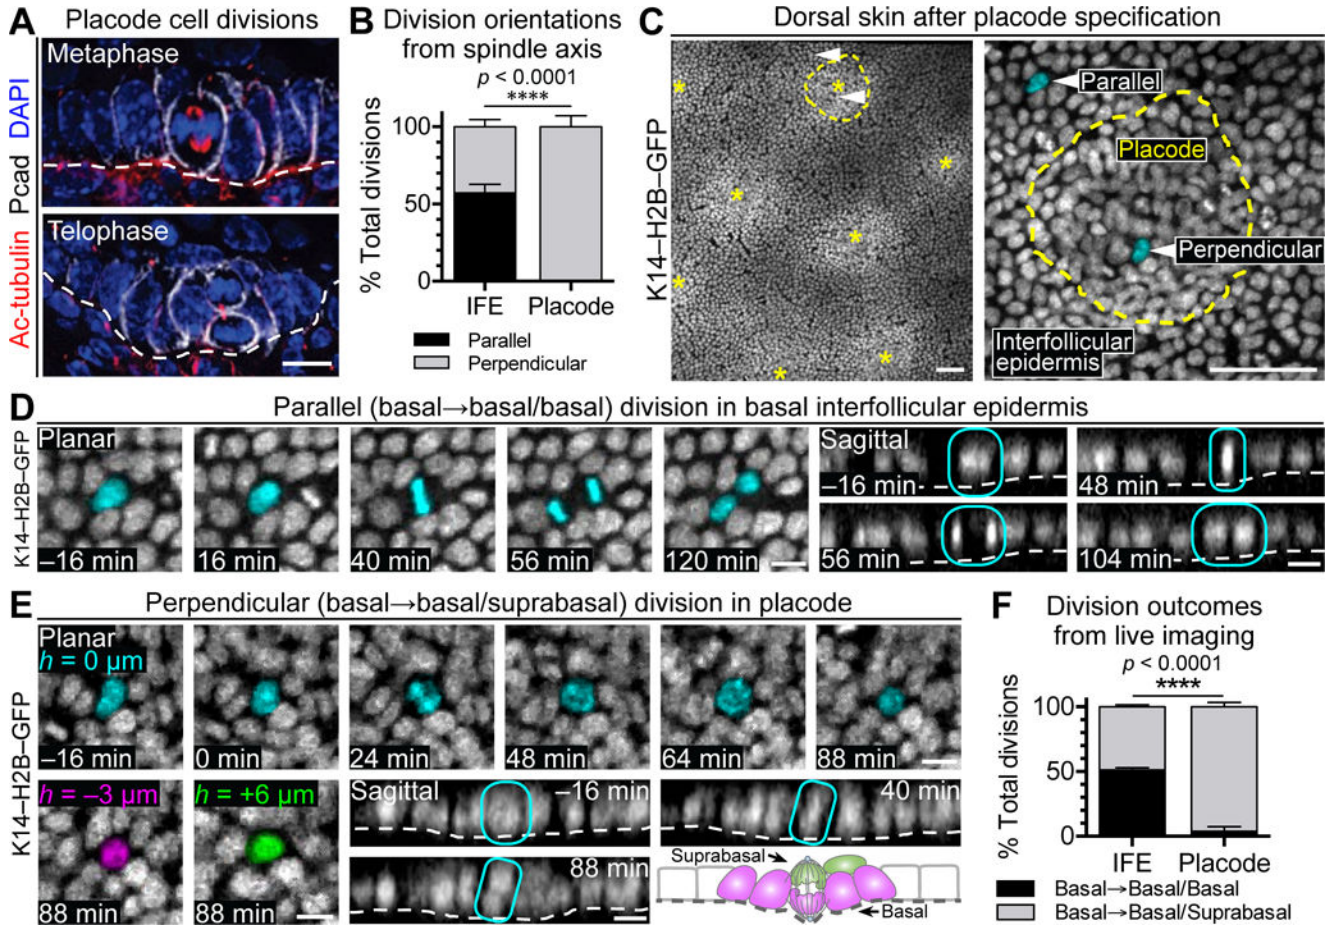 A
Placode cell divisions
Ac-tubulin Pcad DAPI
Metaphase
Telophase
B
Division orientations
from spindle axis
p < 0.0001
****
% Total divisions
100
50
0
IFE
Placode
Parallel
Perpendicular
C
Dorsal skin after placode specification
K14–H2B–GFP
*
*
*
*
*
*
*
*
Parallel
Placode
Perpendicular
Interfollicular
epidermis
D
Parallel (basal→basal/basal) division in basal interfollicular epidermis
K14–H2B–GFP
Planar
–16 min
16 min
40 min
56 min
120 min
Sagittal
–16 min
48 min
56 min
104 min
E
Perpendicular (basal→basal/suprabasal) division in placode
K14–H2B–GFP
Planar
h = 0 µm
–16 min
0 min
24 min
48 min
64 min
88 min
h = –3 µm
88 min
h = +6 µm
88 min
Sagittal
–16 min
40 min
88 min
Suprabasal
Basal
F
Division outcomes
from live imaging
p < 0.0001
****
% Total divisions
100
50
0
IFE
Placode
Basal→Basal/Basal
Basal→Basal/Suprabasal